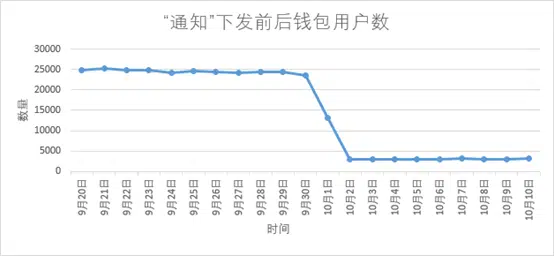 “通知”下发前后钱包用户数
30000
25000
20000
15000
10000
5000
0
数量
9月20日
9月21日
9月22日
9月23日
9月24日
9月25日
9月26日
9月27日
9月28日
9月29日
9月30日
10月1日
10月2日
10月3日
10月4日
10月5日
10月6日
10月7日
10月8日
10月9日
10月10日
时间